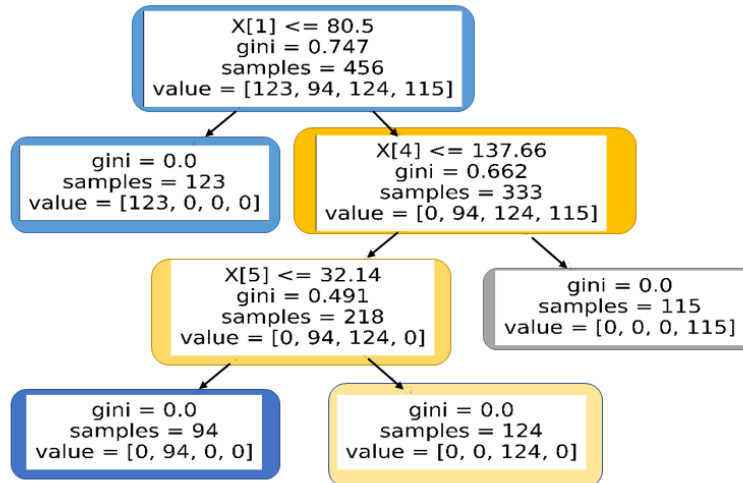 X[1] <= 80.5
gini = 0.747
samples = 456
value = [123, 94, 124, 115]
gini = 0.0
samples = 123
value = [123, 0, 0, 0]
X[4] <= 137.66
gini = 0.662
samples = 333
value = [0, 94, 124, 115]
X[5] <= 32.14
gini = 0.491
samples = 218
value = [0, 94, 124, 0]
gini = 0.0
samples = 115
value = [0, 0, 0, 115]
gini = 0.0
samples = 94
value = [0, 94, 0, 0]
gini = 0.0
samples = 124
value = [0, 0, 124, 0]